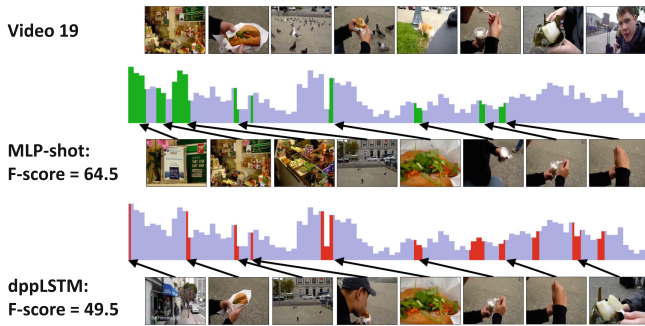 Video 19
MLP-shot:
F-score = 64.5
dppLSTM:
F-score = 49.5